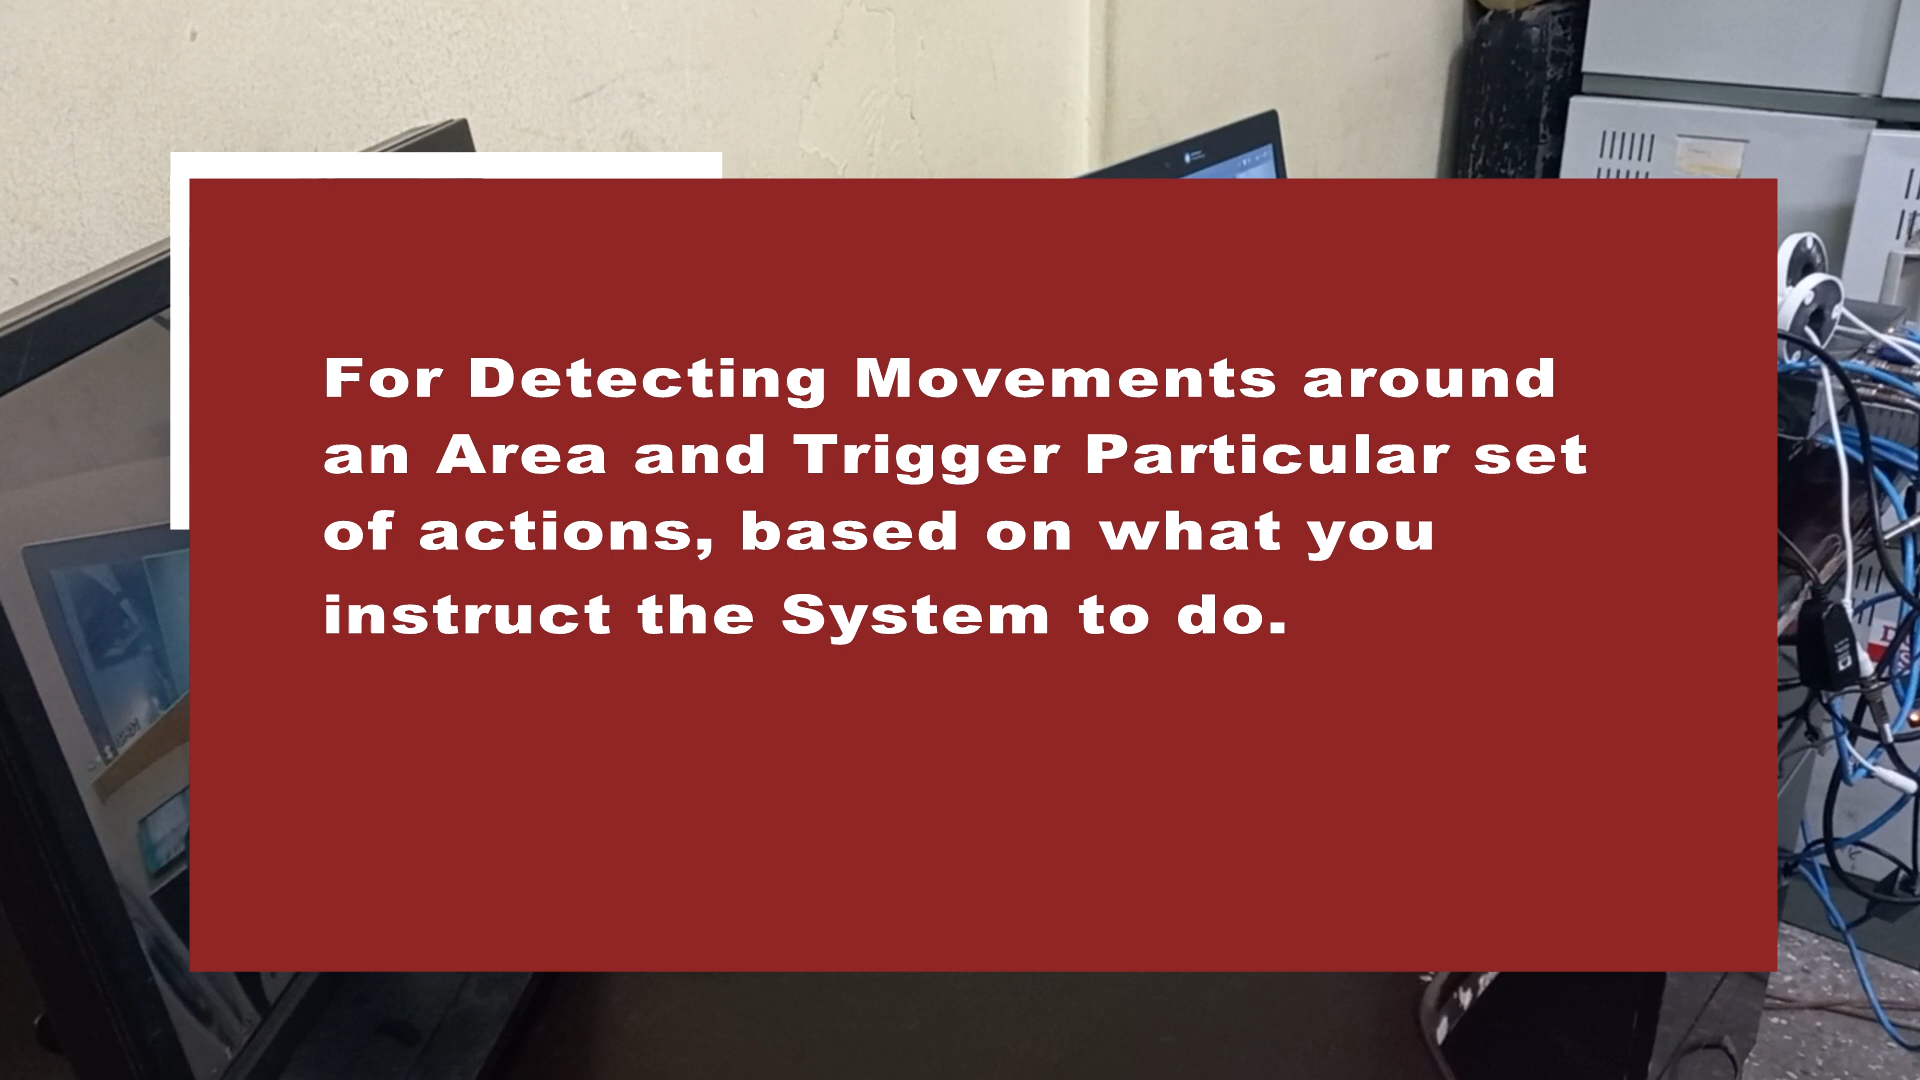 For Detecting Movements around
an Area and Trigger Particular set
of actions, based on what you
instruct the System to do.